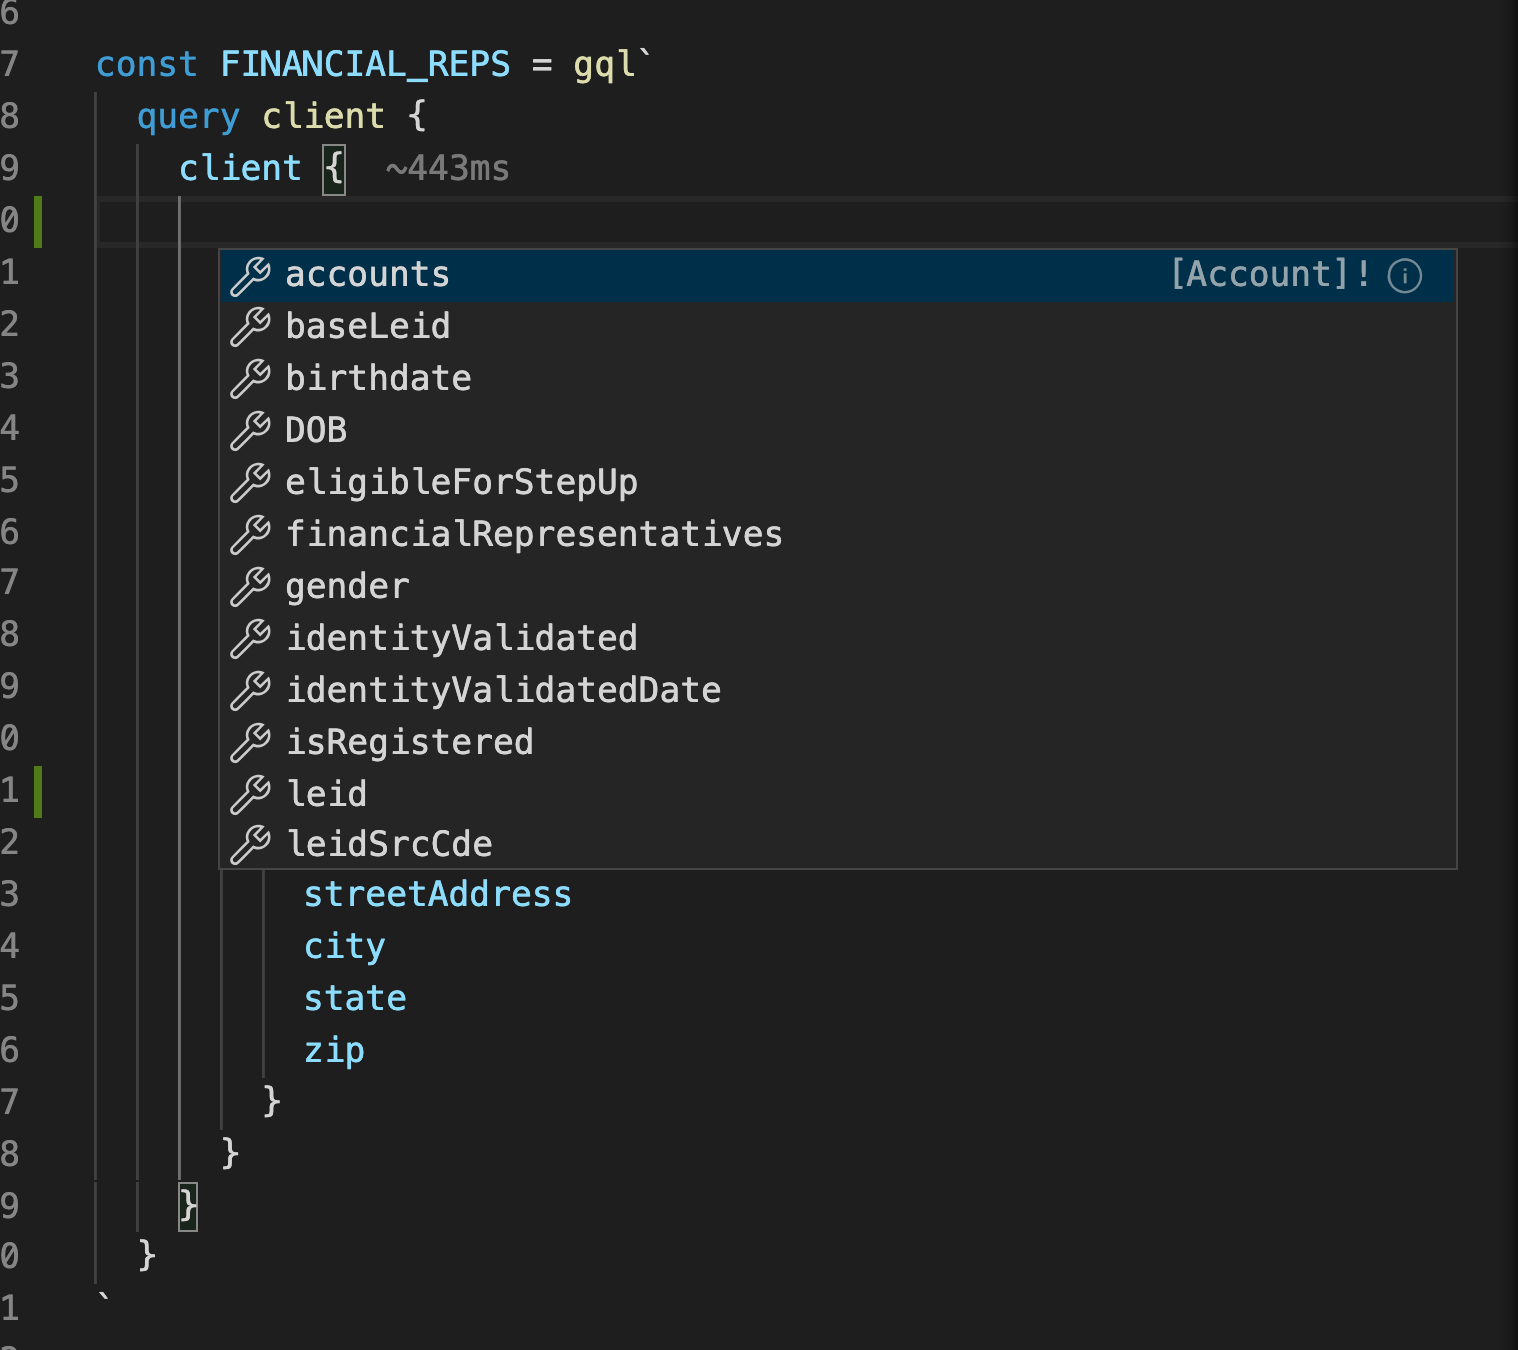 6
7 const FINANCIAL_REPS = gql`
8 query client {
9 client { ~443ms
0
1 accounts [Account]!
2 baseLeid
3 birthdate
4 DOB
5 eligibleForStepUp
6 financialRepresentatives
7 gender
8 identityValidated
9 identityValidatedDate
0 isRegistered
1 leid
2 leidSrcCde
3 streetAddress
4 city
5 state
6 zip
7 }
8 }
9 }
0 }
1 `